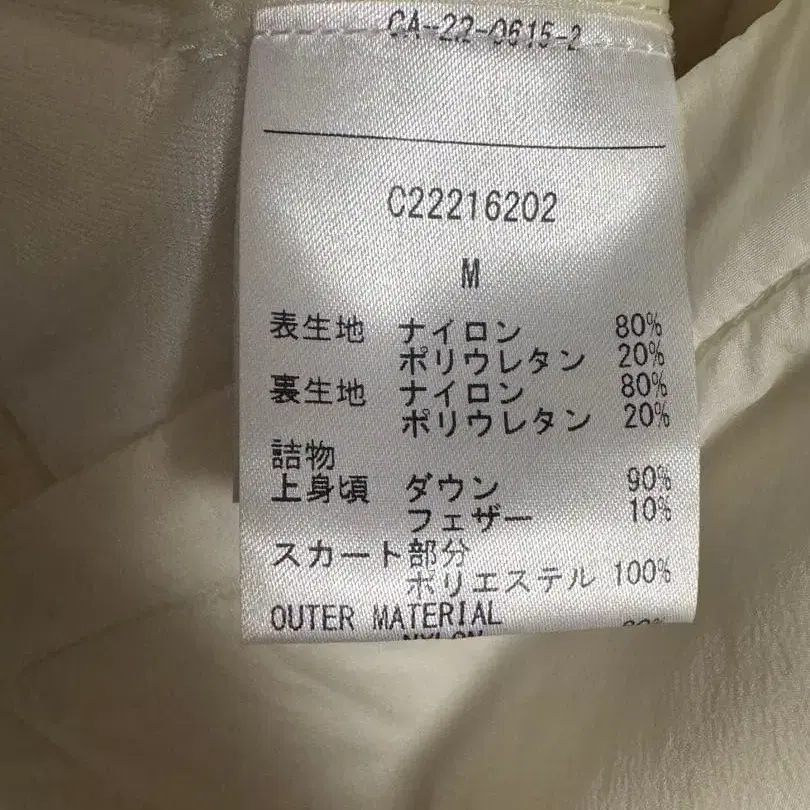 CA-22-0615-2
C22216202
M
表生地 ナイロン 80%
ポリウレタン 20%
裏生地 ナイロン 80%
ポリウレタン 20%
詰物
上身頃 ダウン 90%
フェザー 10%
スカート部分
ポリエステル 100%
OUTER MATERIAL
NYLON